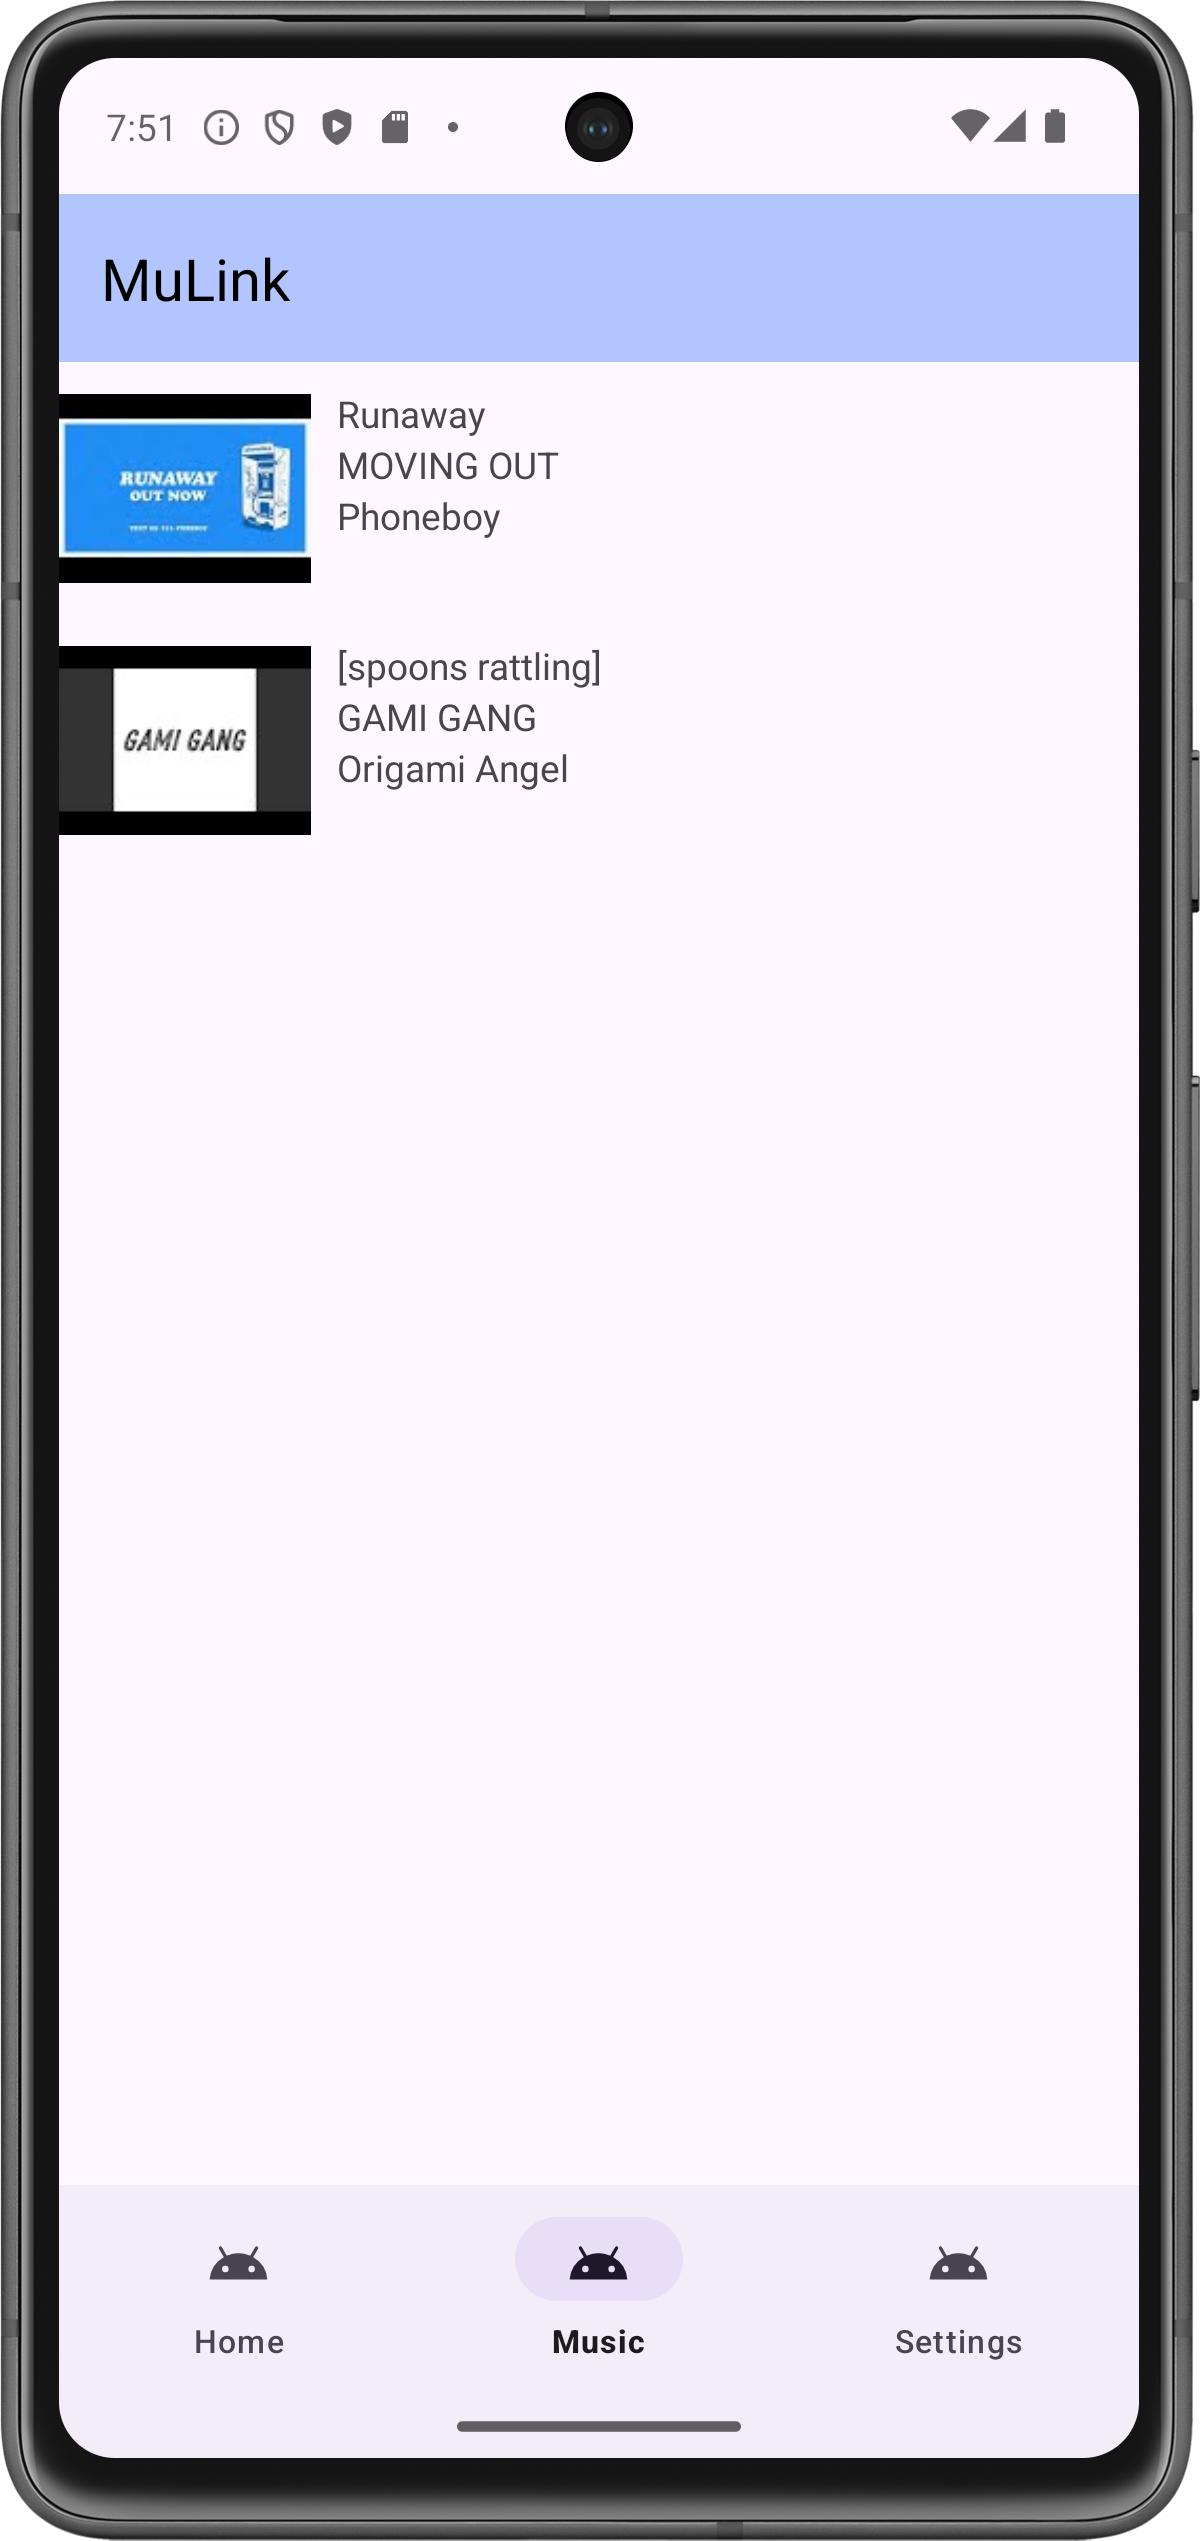 7:51
MuLink
RUNAWAY
OUT NOW
Runaway
MOVING OUT
Phoneboy
GAMI GANG
[spoons rattling]
GAMI GANG
Origami Angel
Home
Music
Settings